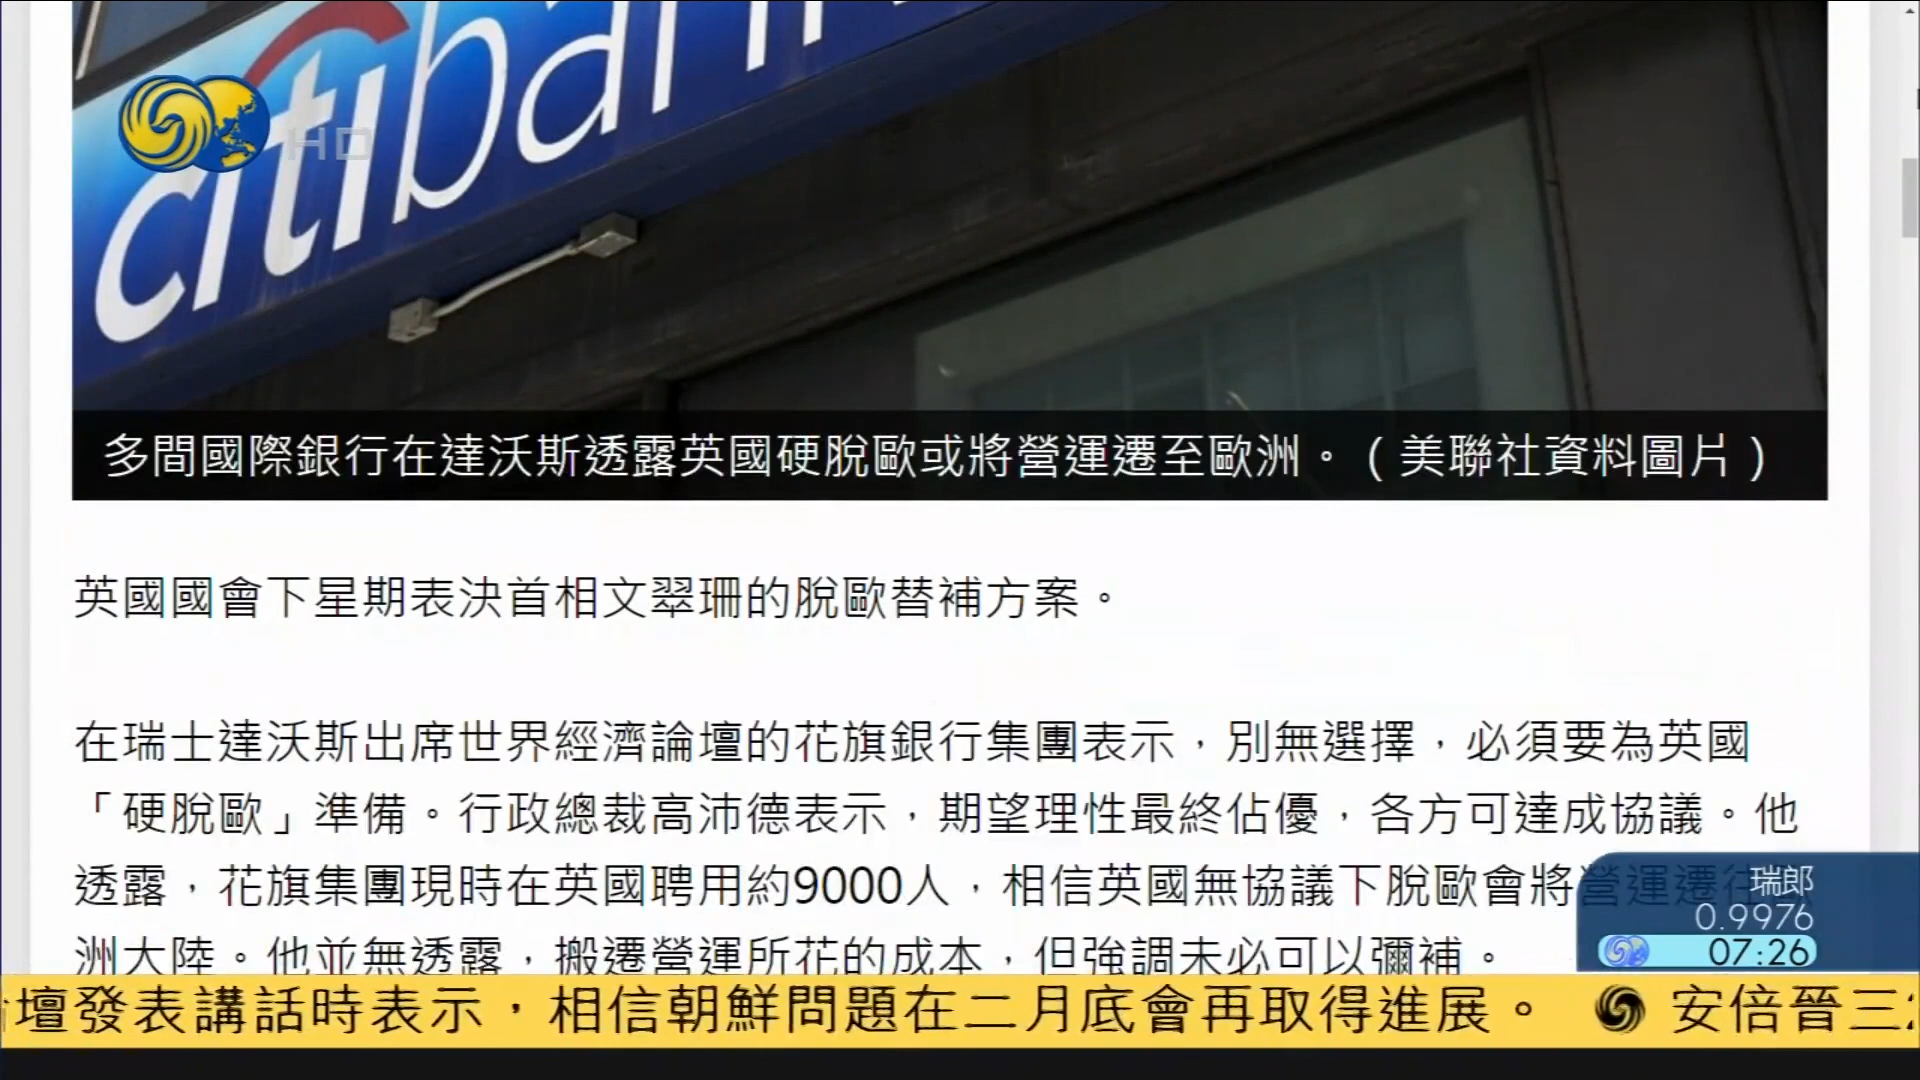 citiban
HD
多間國際銀行在達沃斯透露英國硬脫歐或將營運遷至歐洲。（美聯社資料圖片）
英國國會下星期表決首相文翠珊的脫歐替補方案。
在瑞士達沃斯出席世界經濟論壇的花旗銀行集團表示，別無選擇，必須要為英國
「硬脫歐」準備。行政總裁高沛德表示，期望理性最終佔優，各方可達成協議。他
透露，花旗集團現時在英國聘用約9000人，相信英國無協議下脫歐會將營運遷往歐
洲大陸。他並無透露，搬遷營運所花的成本，但強調未必可以彌補。
瑞郎
0.9976
07:26
壇發表講話時表示，相信朝鮮問題在二月底會再取得進展。 安倍晉三